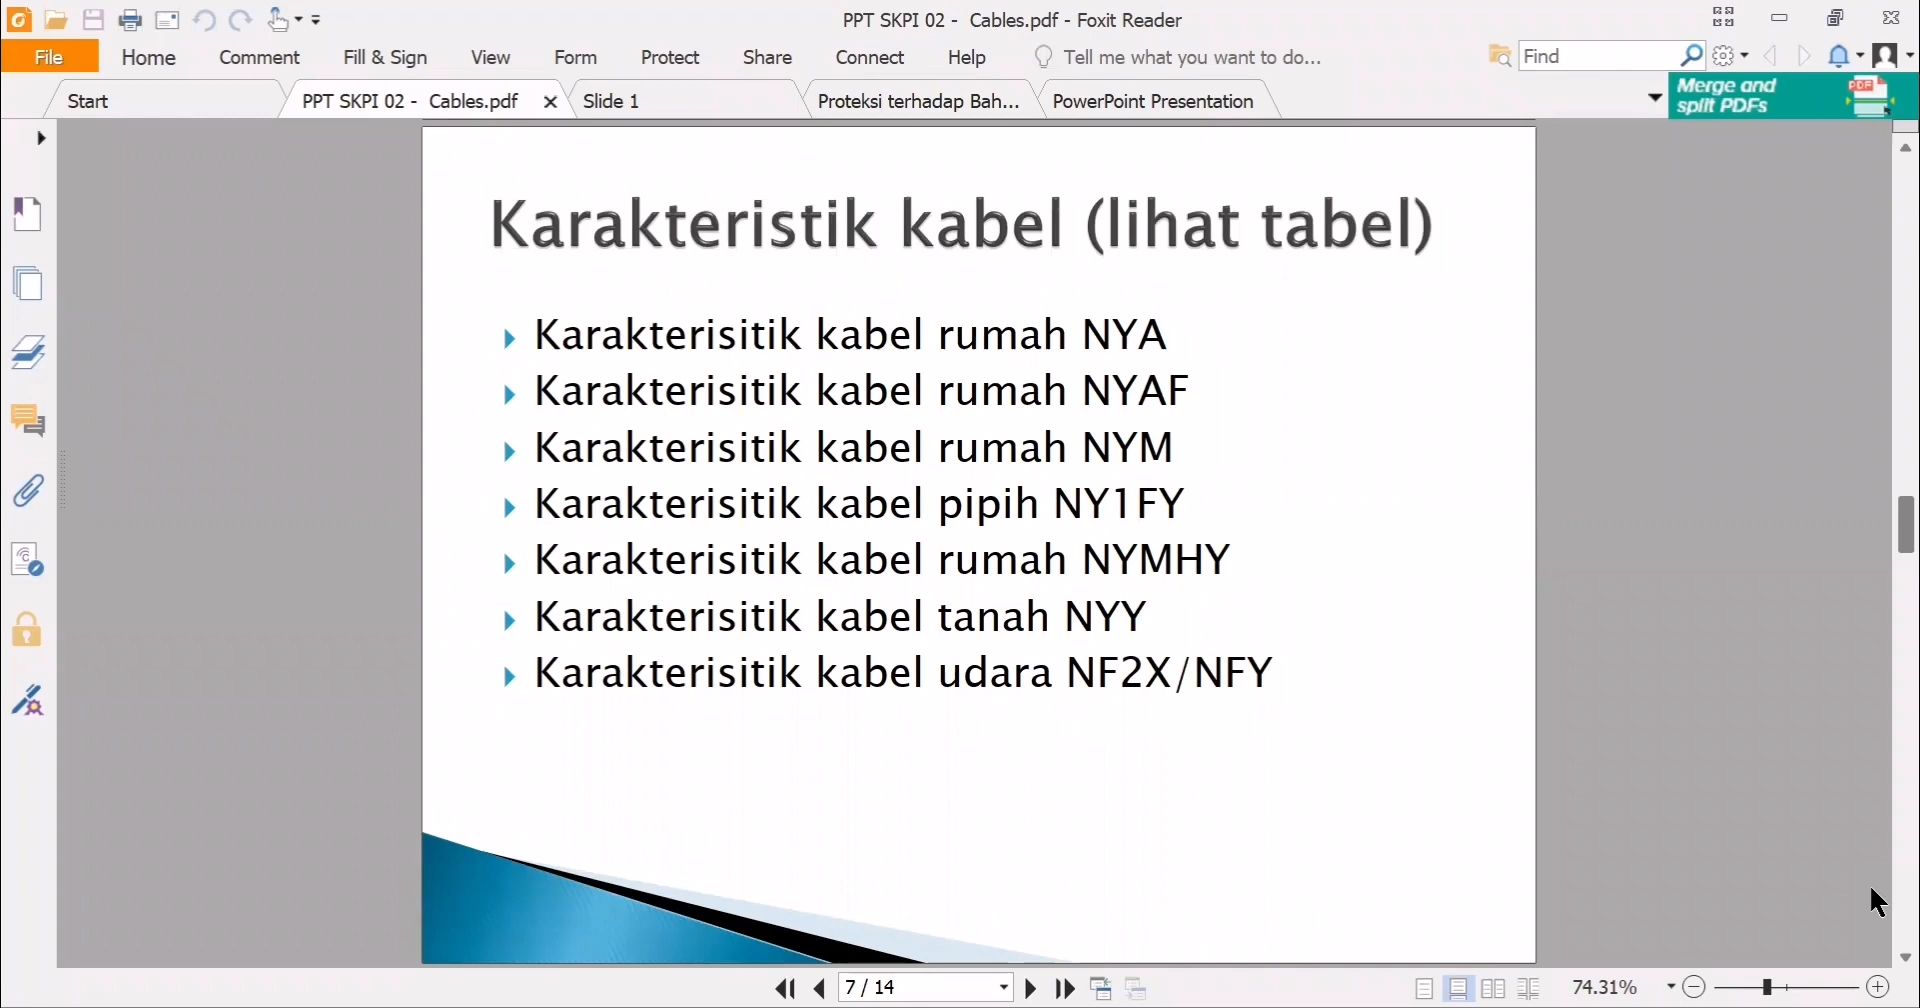 PPT SKPI 02 - Cables.pdf - Foxit Reader
File Home Comment Fill & Sign View Form Protect Share Connect Help Tell me what you want to do... Find
Start PPT SKPI 02 - Cables.pdf Slide 1 Proteksi terhadap Bah... PowerPoint Presentation
Merge and
split PDFs
PDF
Karakteristik kabel (lihat tabel)
Karakterisitik kabel rumah NYA
Karakterisitik kabel rumah NYAF
Karakterisitik kabel rumah NYM
Karakterisitik kabel pipih NY1FY
Karakterisitik kabel rumah NYMHY
Karakterisitik kabel tanah NYY
Karakterisitik kabel udara NF2X/NFY
7 / 14
74.31%